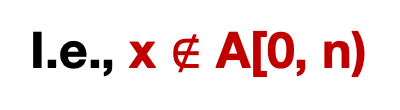 I.e., x ∉ A[0, n)